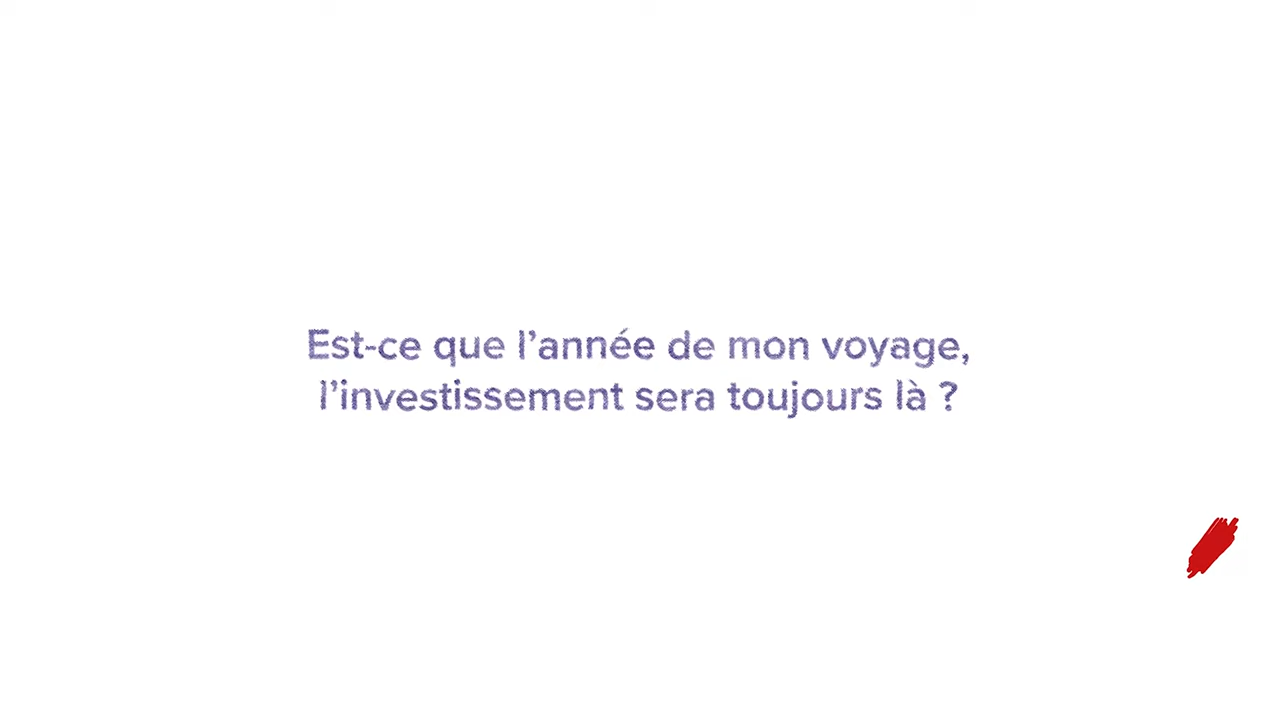 Est-ce que l’année de mon voyage,
l’investissement sera toujours là ?